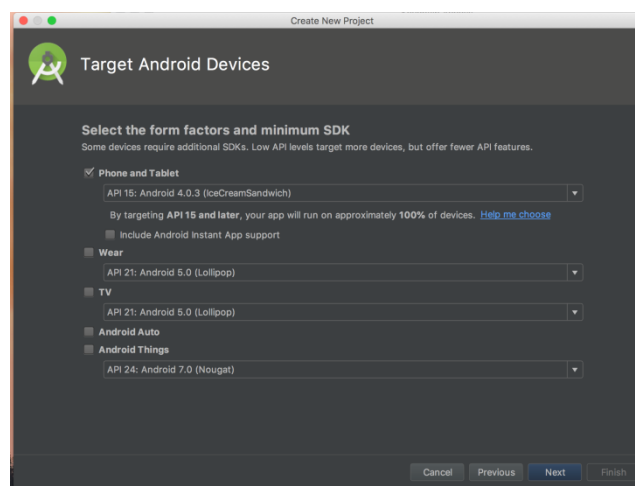 Create New Project
Target Android Devices
Select the form factors and minimum SDK
Some devices require additional SDKs. Low API levels target more devices, but offer fewer API features.
Phone and Tablet
API 15: Android 4.0.3 (IceCreamSandwich)
By targeting API 15 and later, your app will run on approximately 100% of devices. Help me choose
Include Android Instant App support
Wear
API 21: Android 5.0 (Lollipop)
TV
API 21: Android 5.0 (Lollipop)
Android Auto
Android Things
API 24: Android 7.0 (Nougat)
Cancel Previous Next Finish